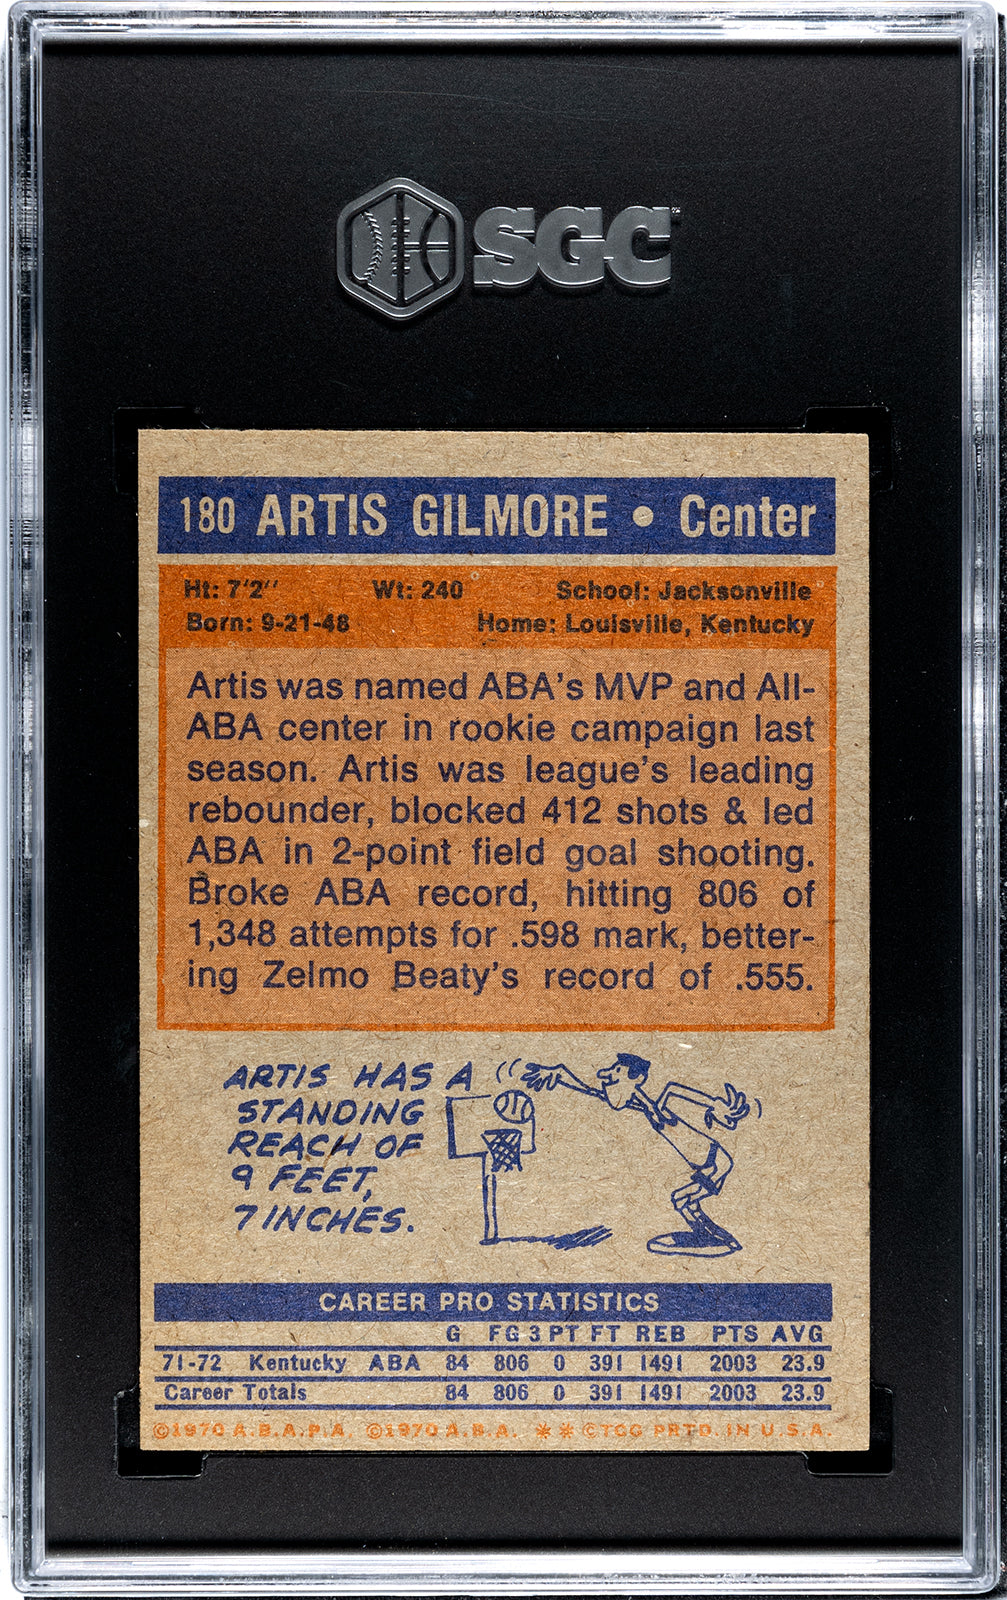 SGC
180 ARTIS GILMORE • Center
Ht: 7'2" Wt: 240 School: Jacksonville
Born: 9-21-48 Home: Louisville, Kentucky
Artis was named ABA's MVP and All-
ABA center in rookie campaign last
season. Artis was league's leading
rebounder, blocked 412 shots & led
ABA in 2-point field goal shooting.
Broke ABA record, hitting 806 of
1,348 attempts for .598 mark, better-
ing Zelmo Beaty's record of .555.
ARTIS HAS A
STANDING
REACH OF
9 FEET,
7 INCHES.
CAREER PRO STATISTICS
G FG 3PT FT REB PTS AVG
71-72 Kentucky ABA 84 806 0 391 1491 2003 23.9
Career Totals 84 806 0 391 1491 2003 23.9
©1970 A.B.A.P.A. ©1970 A.B.A. ** ©TCG PRTD. IN U.S.A.